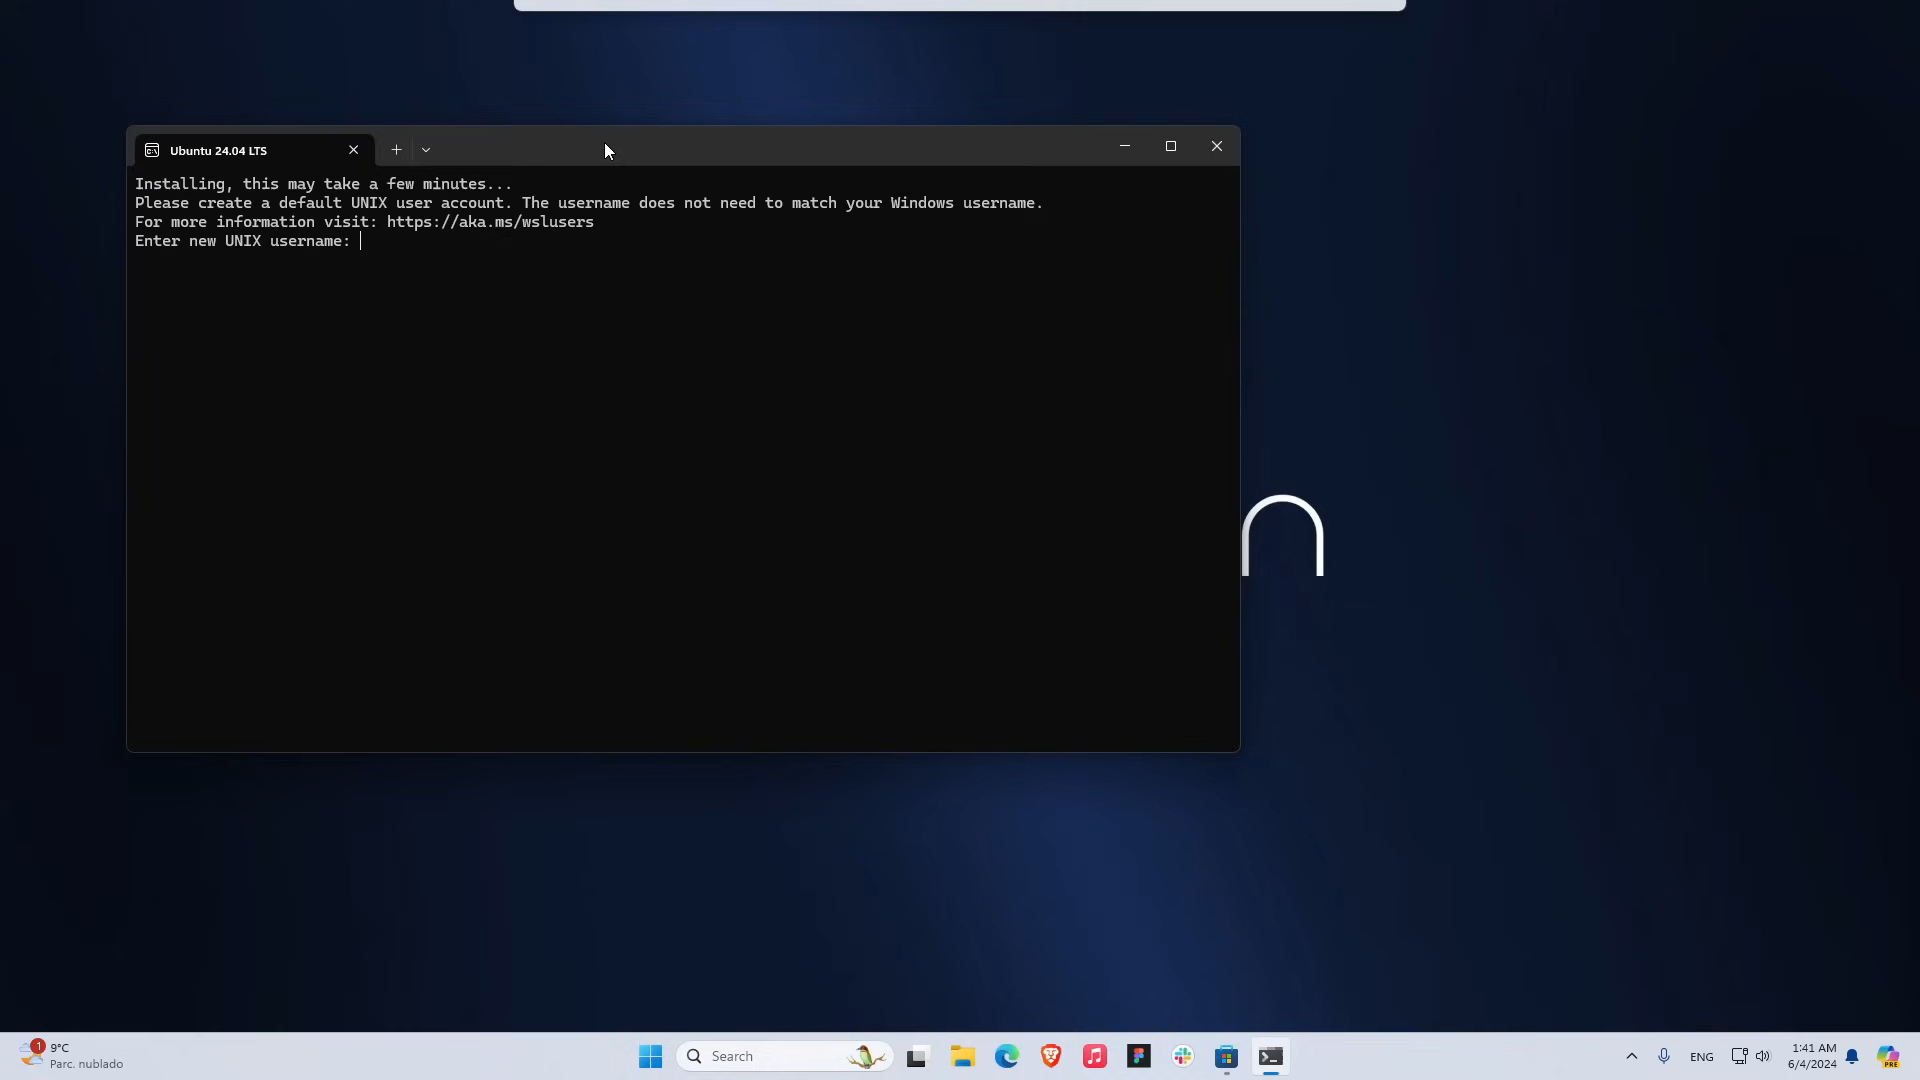 Ubuntu 24.04 LTS
Installing, this may take a few minutes...
Please create a default UNIX user account. The username does not need to match your Windows username.
For more information visit: https://aka.ms/wslusers
Enter new UNIX username:
1
9°C
Parc. nublado
Search
ENG
1:41 AM
6/4/2024
PRE